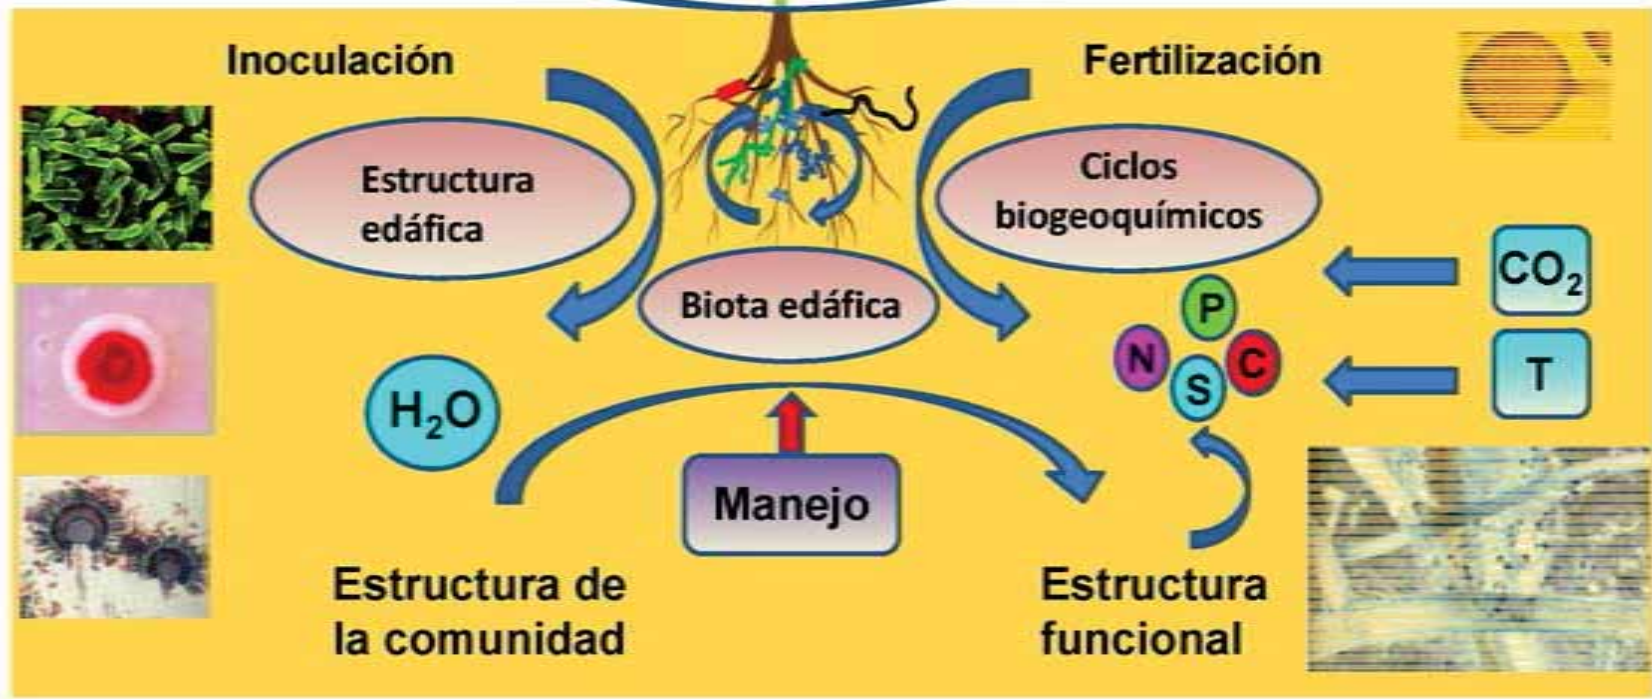 Inoculación
Fertilización
Estructura
edáfica
Ciclos
biogeoquímicos
Biota edáfica
CO₂
P
N
C
S
T
H₂O
Manejo
Estructura de
la comunidad
Estructura
funcional